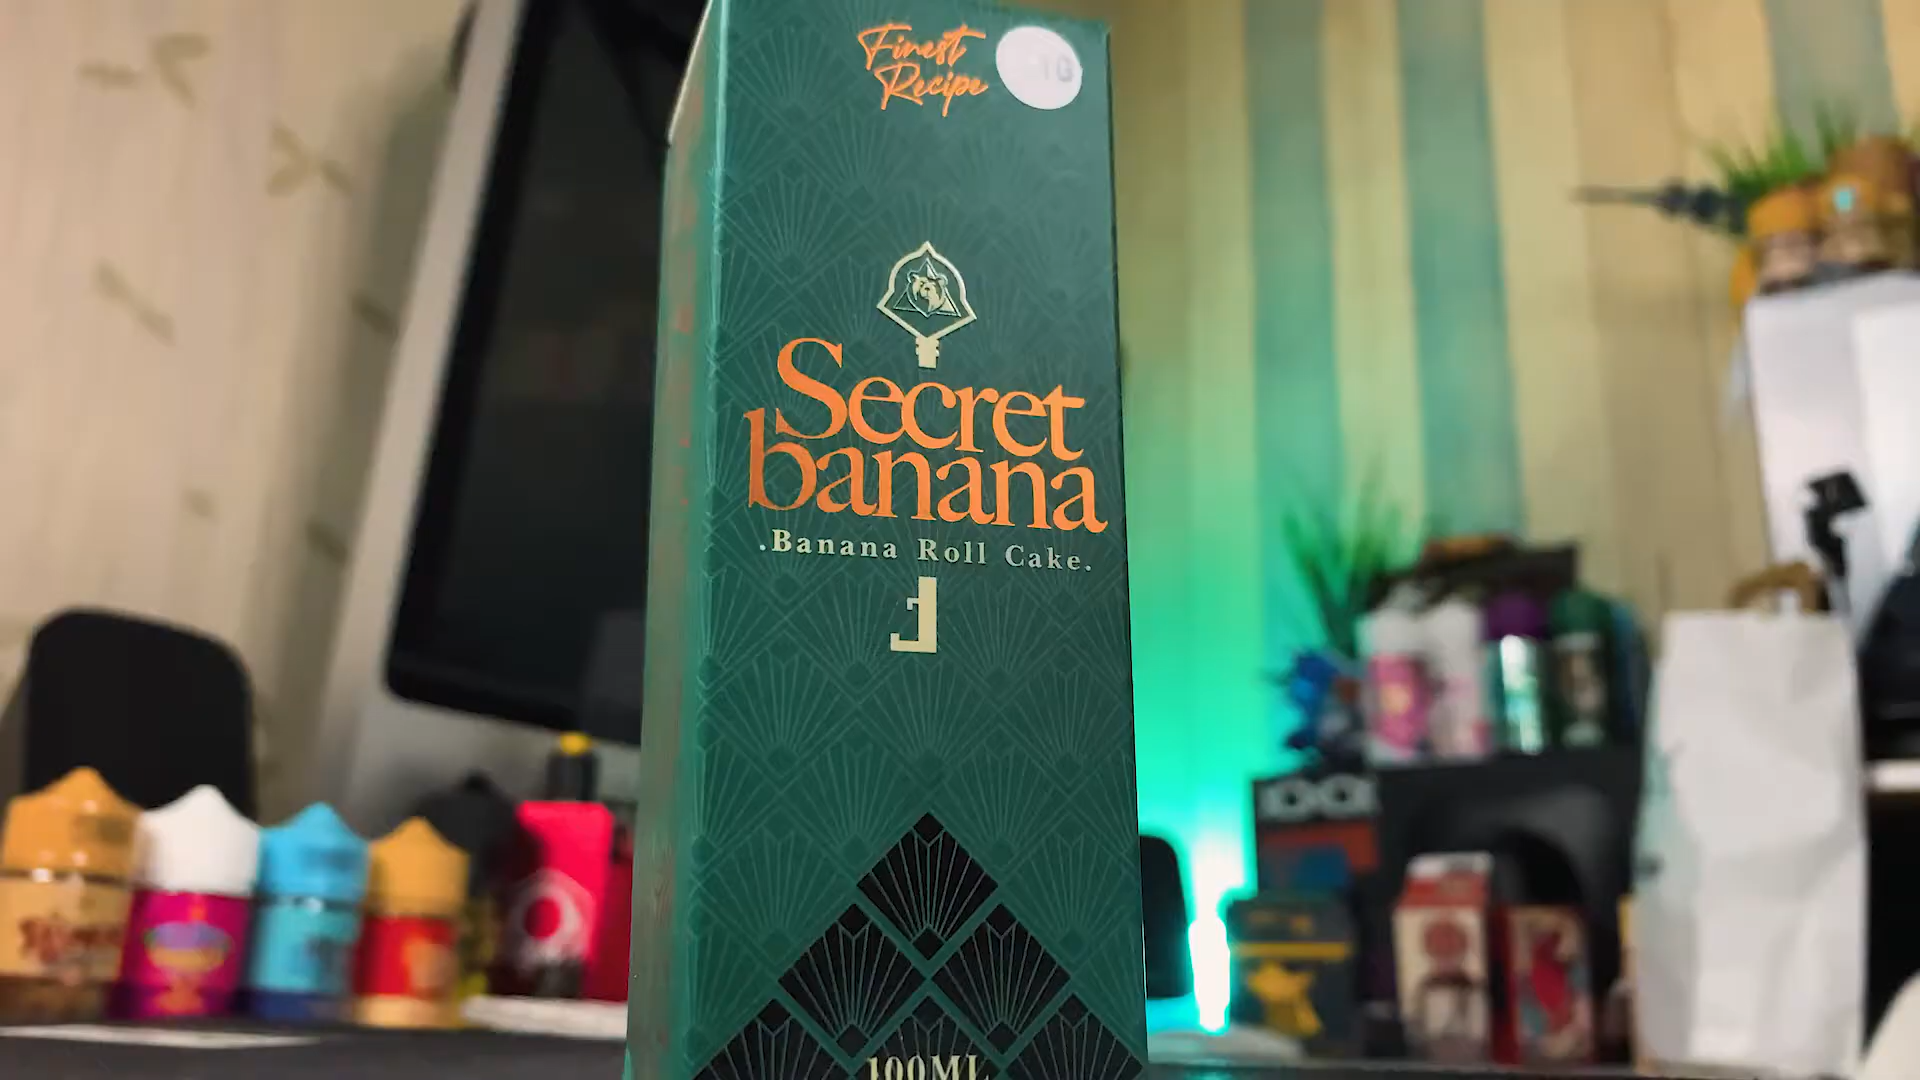 Finest
Recipe
Secret
banana
.Banana Roll Cake.
100ML